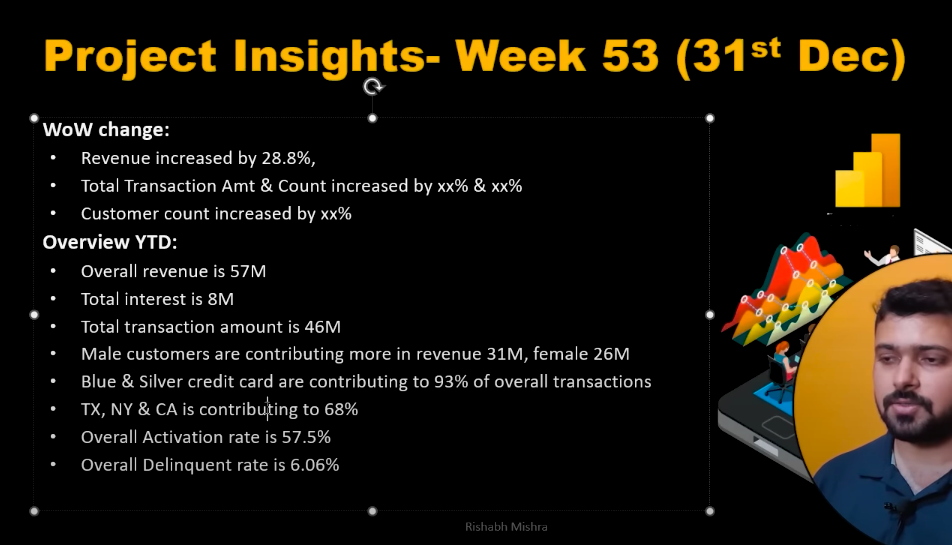 Project Insights- Week 53 (31st Dec)
WoW change:
• Revenue increased by 28.8%,
• Total Transaction Amt & Count increased by xx% & xx%
• Customer count increased by xx%
Overview YTD:
• Overall revenue is 57M
• Total interest is 8M
• Total transaction amount is 46M
• Male customers are contributing more in revenue 31M, female 26M
• Blue & Silver credit card are contributing to 93% of overall transactions
• TX, NY & CA is contributing to 68%
• Overall Activation rate is 57.5%
• Overall Delinquent rate is 6.06%
Rishabh Mishra